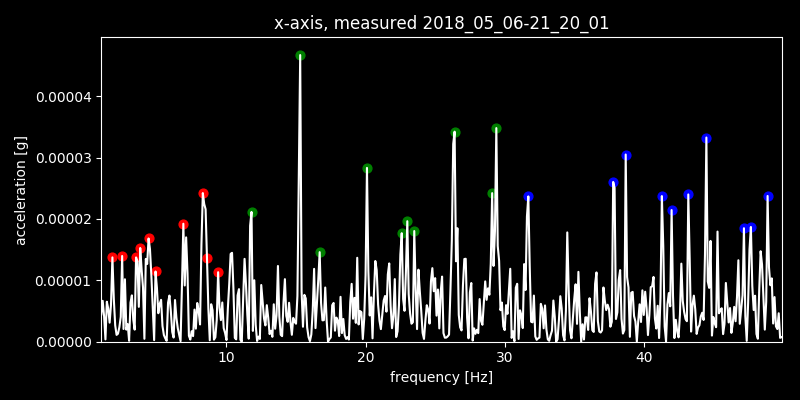 x-axis, measured 2018_05_06-21_20_01
acceleration [g]
0.00004
0.00003
0.00002
0.00001
0.00000
10 20 30 40
frequency [Hz]